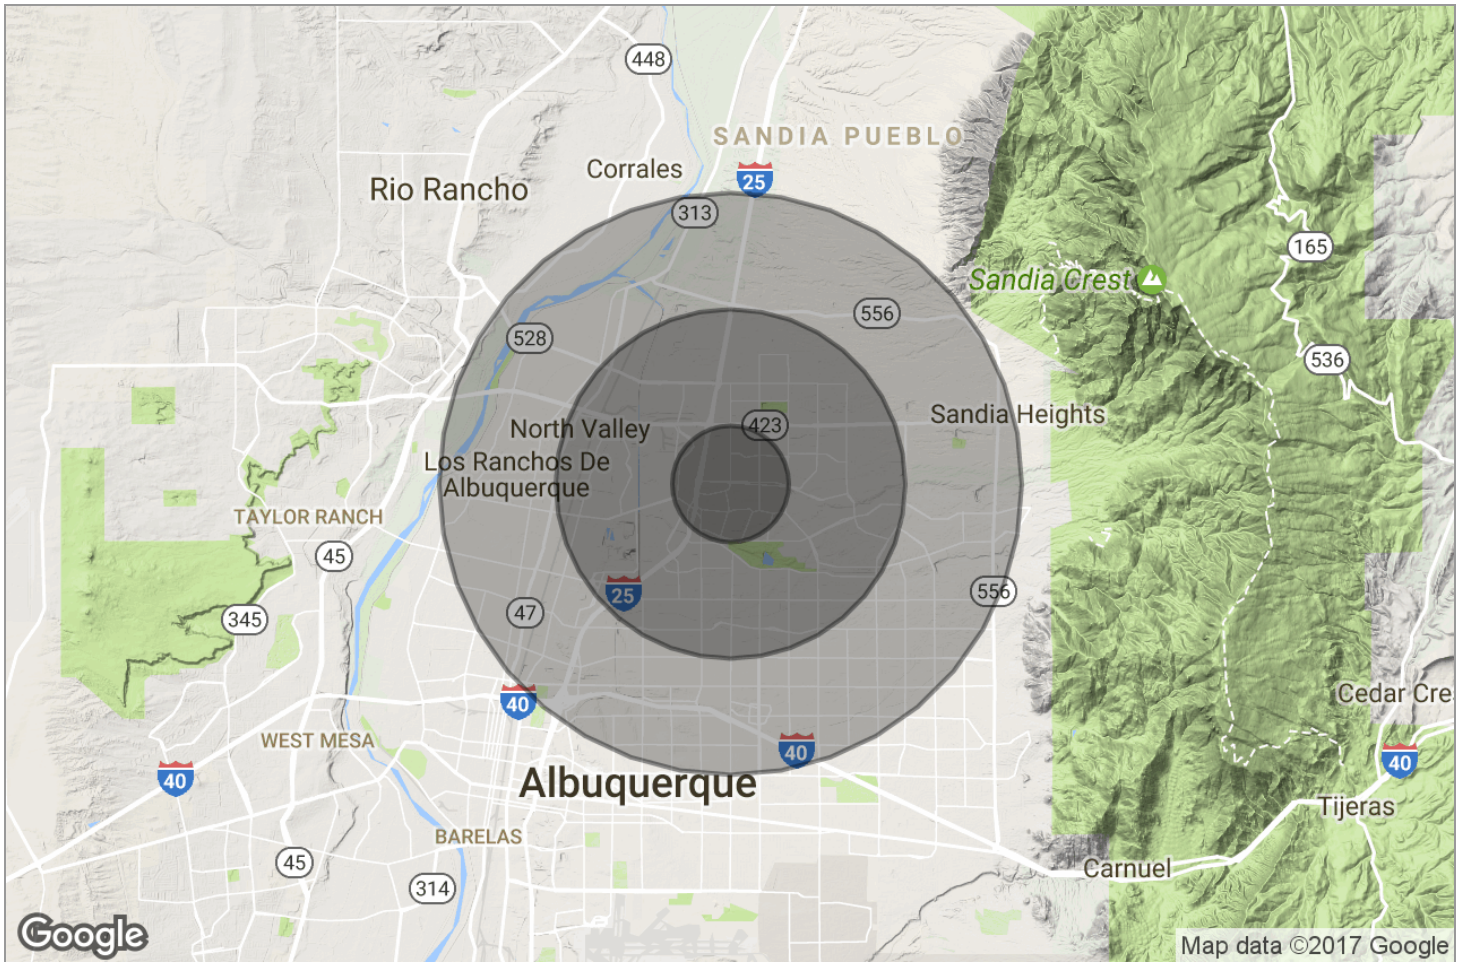 448
SANDIA PUEBLO
Corrales
25
Rio Rancho
313
165
Sandia Crest
556
528
536
Sandia Heights
423
North Valley
Los Ranchos De
Albuquerque
TAYLOR RANCH
45
25
556
47
345
Cedar Cre
40
WEST MESA
40
40
40
Albuquerque
Tijeras
BARELAS
45
Carnuel
314
Google
Map data ©2017 Google